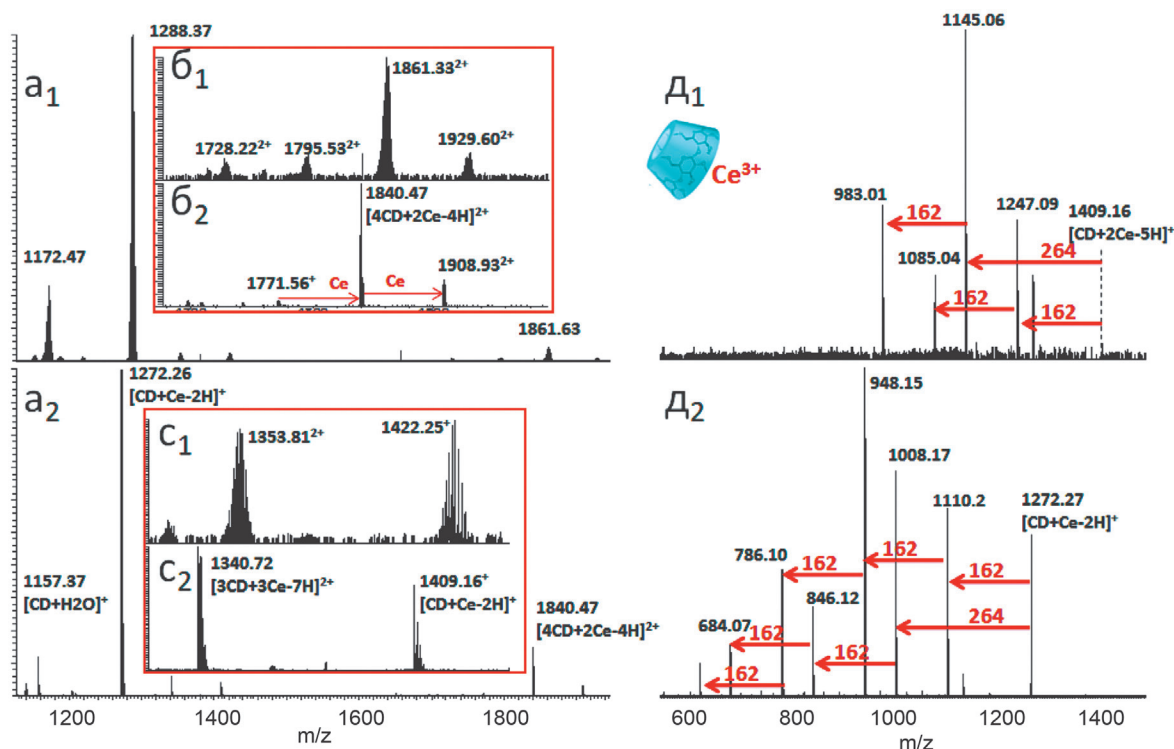 1288.37
а1
1172.47
1861.63
б1
1861.33²⁺
1728.22²⁺
1795.53²⁺
1929.60²⁺
б2
1840.47
[4CD+2Ce-4H]²⁺
1771.56⁺
Ce
Ce
1908.93²⁺
1272.26
[CD+Ce-2H]⁺
а2
1157.37
[CD+H2O]⁺
c1
1353.81²⁺
1422.25⁺
c2
1340.72
[3CD+3Ce-7H]²⁺
1409.16⁺
[CD+Ce-2H]⁺
1840.47
[4CD+2Ce-4H]²⁺
1200
1400
1600
1800
m/z
1145.06
Д1
Ce³⁺
983.01
162
1247.09
1409.16
[CD+2Ce-5H]⁺
1085.04
264
162
162
948.15
Д2
1008.17
1110.2
1272.27
[CD+Ce-2H]⁺
786.10
162
162
162
846.12
264
684.07
162
162
162
600
800
1000
1200
1400
m/z